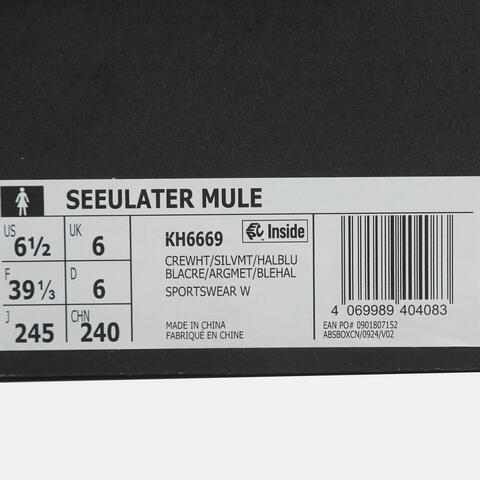 SEEULATER MULE
US
6½
UK
6
F
39⅓
D
6
J
245
CHN
240
KH6669
Inside
CREWHT/SILVMT/HALBLU
BLACRE/ARGMET/BLEHAL
SPORTSWEAR W
MADE IN CHINA
FABRIQUÉ EN CHINE
4 069989 404083
EAN PO# 0901807152
ABSBOXCN/0924/V02